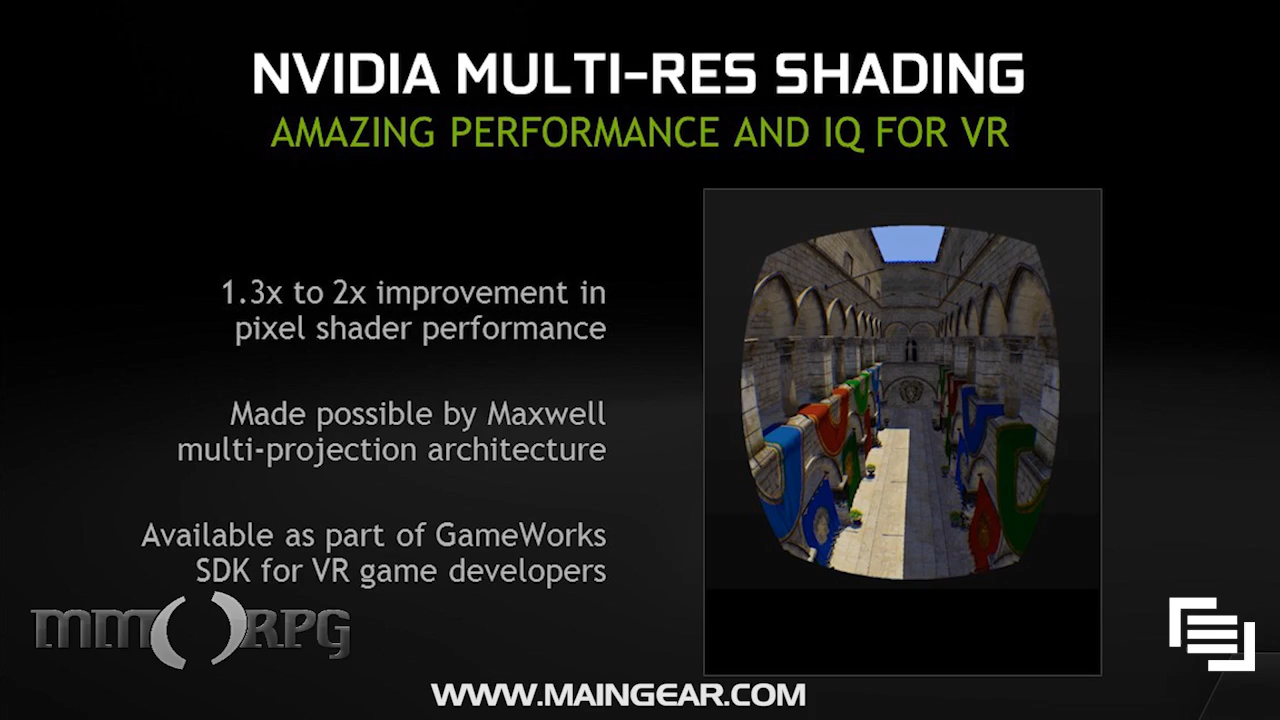 NVIDIA MULTI-RES SHADING
AMAZING PERFORMANCE AND IQ FOR VR
1.3x to 2x improvement in
pixel shader performance
Made possible by Maxwell
multi-projection architecture
Available as part of GameWorks
SDK for VR game developers
mmorpg
WWW.MAINGEAR.COM